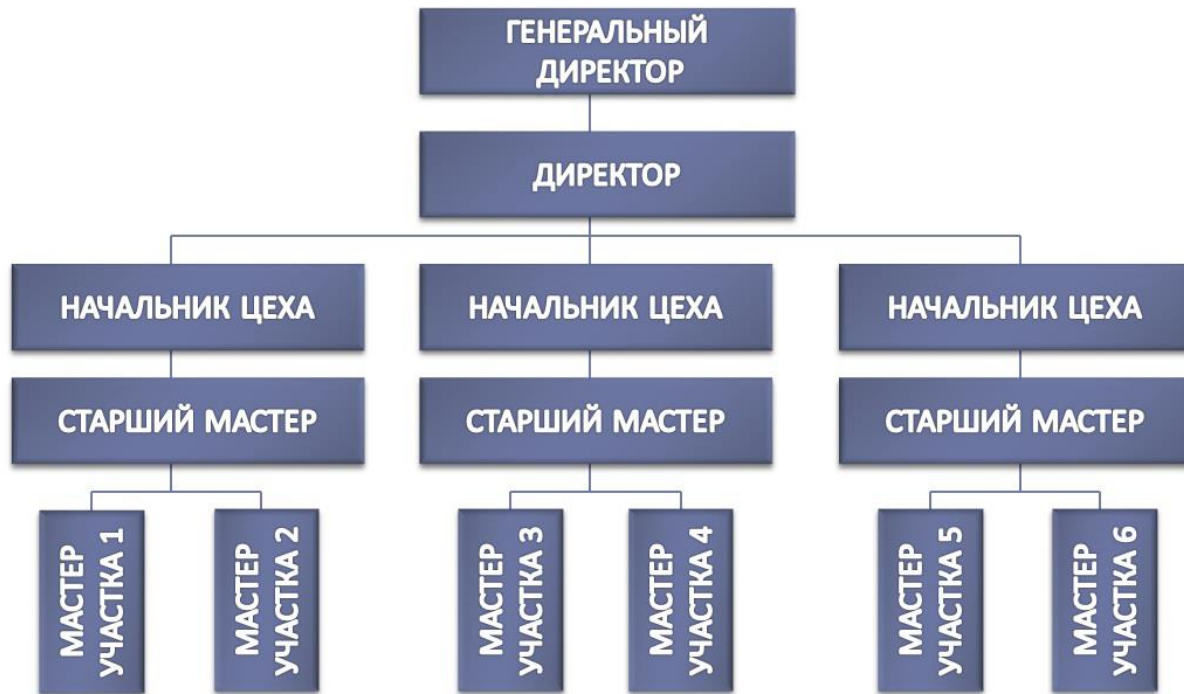 ГЕНЕРАЛЬНЫЙ
ДИРЕКТОР
ДИРЕКТОР
НАЧАЛЬНИК ЦЕХА
НАЧАЛЬНИК ЦЕХА
НАЧАЛЬНИК ЦЕХА
СТАРШИЙ МАСТЕР
СТАРШИЙ МАСТЕР
СТАРШИЙ МАСТЕР
МАСТЕР
УЧАСТКА 1
МАСТЕР
УЧАСТКА 2
МАСТЕР
УЧАСТКА 3
МАСТЕР
УЧАСТКА 4
МАСТЕР
УЧАСТКА 5
МАСТЕР
УЧАСТКА 6